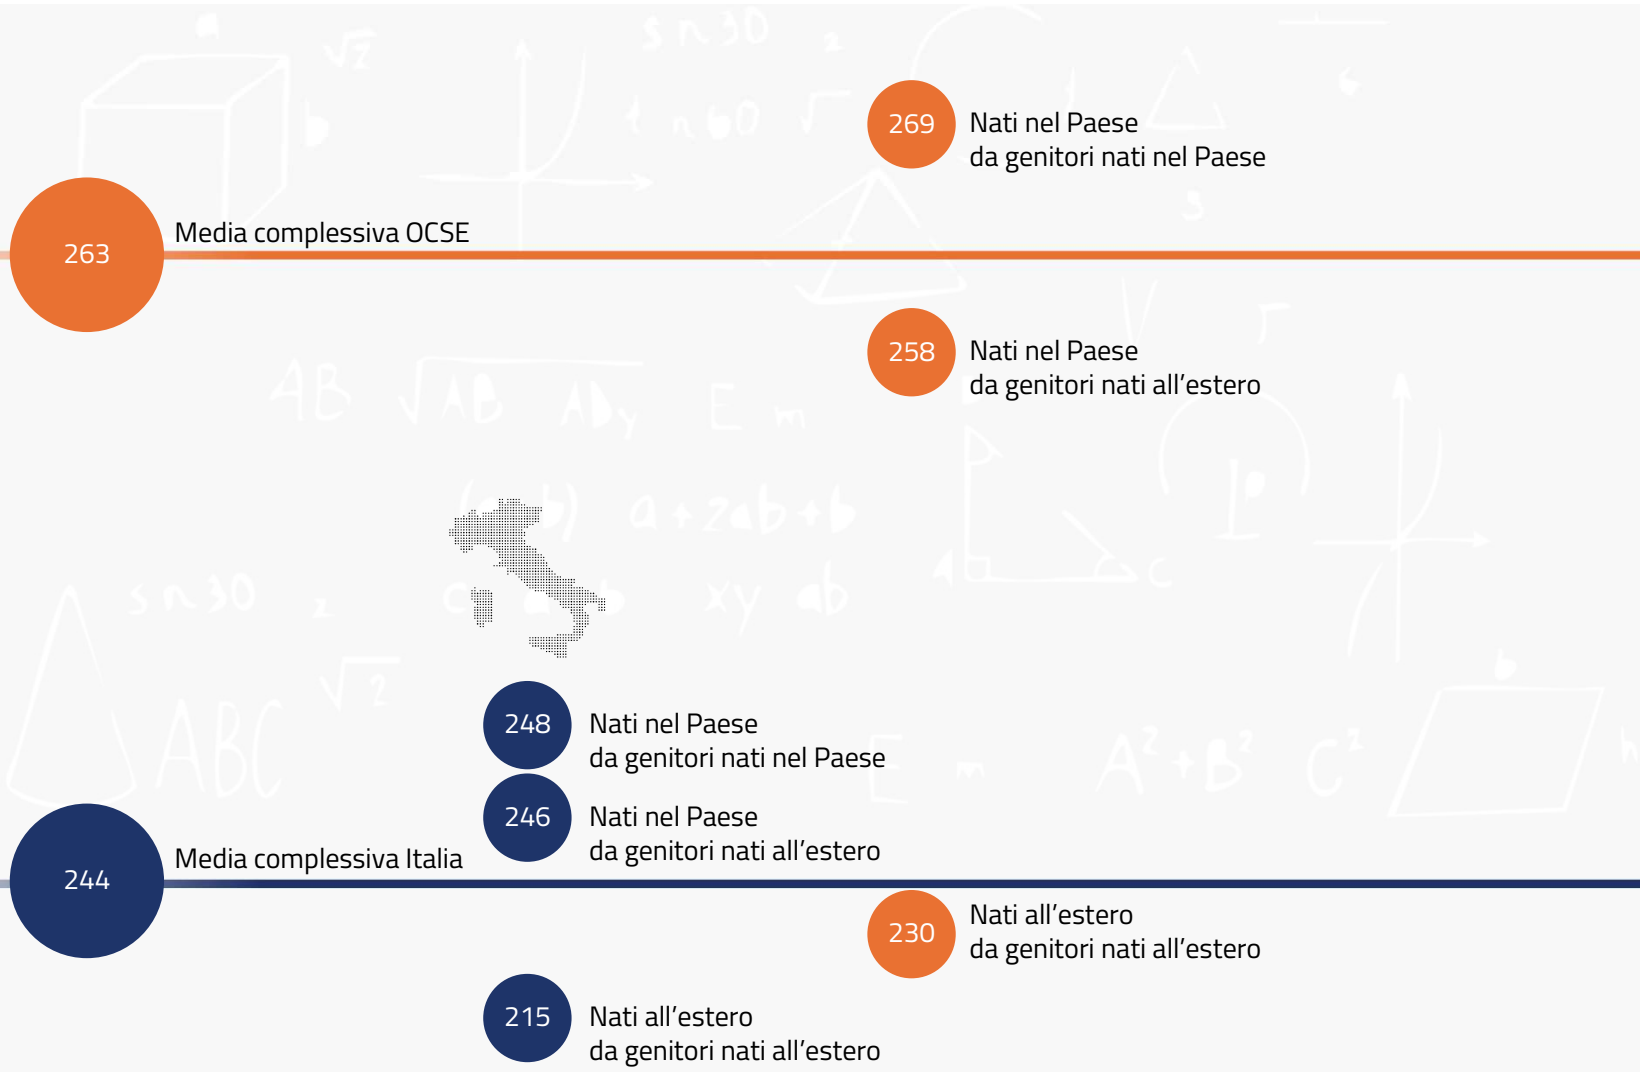 269
Nati nel Paese
da genitori nati nel Paese
Media complessiva OCSE
263
258
Nati nel Paese
da genitori nati all’estero
248
Nati nel Paese
da genitori nati nel Paese
246
Nati nel Paese
da genitori nati all’estero
Media complessiva Italia
244
230
Nati all’estero
da genitori nati all’estero
215
Nati all’estero
da genitori nati all’estero